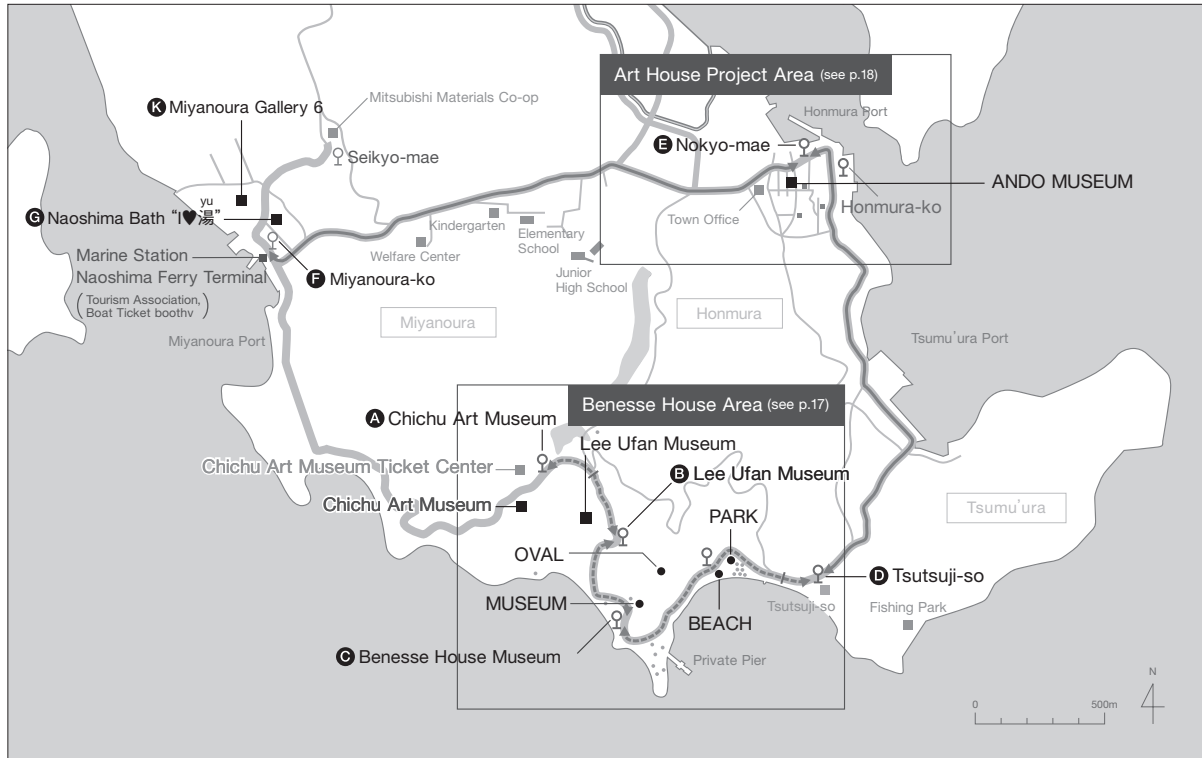 Art House Project Area (see p.18)
Honmura Port
K Miyanoura Gallery 6
Mitsubishi Materials Co-op
Seikyo-mae
E Nokyo-mae
ANDO MUSEUM
Honmura-ko
Town Office
yu
G Naoshima Bath “I♥湯”
Kindergarten
Elementary
School
Welfare Center
Junior
High School
Marine Station
Naoshima Ferry Terminal
(Tourism Association,
Boat Ticket boothv)
F Miyanoura-ko
Miyanoura Port
Miyanoura
Honmura
Tsumu'ura Port
Benesse House Area (see p.17)
A Chichu Art Museum
Lee Ufan Museum
Chichu Art Museum Ticket Center
B Lee Ufan Museum
Chichu Art Museum
Tsumu'ura
PARK
OVAL
D Tsutsuji-so
MUSEUM
BEACH
Tsutsuji-so
Fishing Park
C Benesse House Museum
Private Pier
N
0 500m